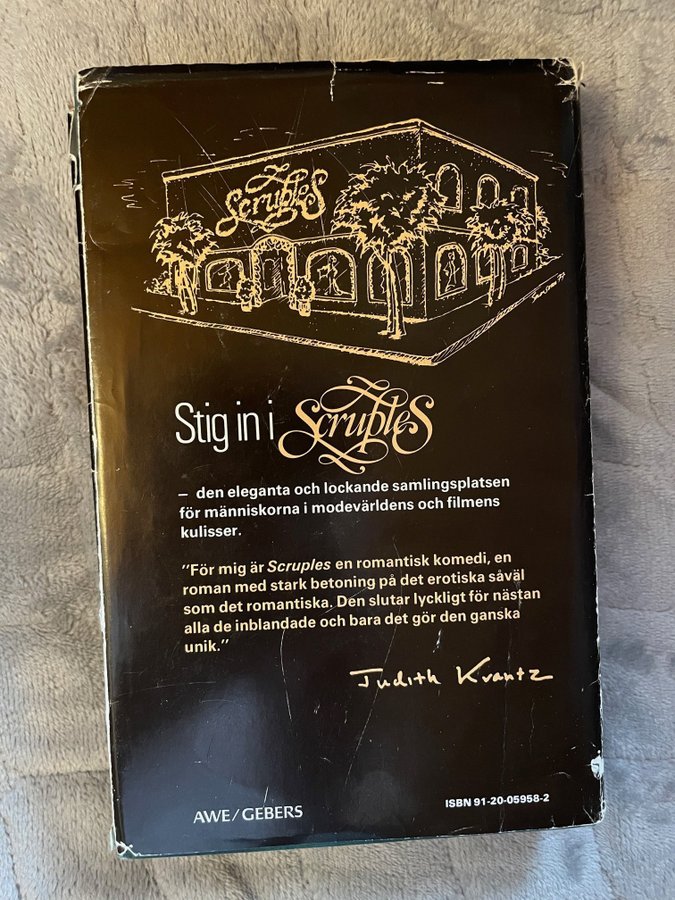 Scruples
Stig in i Scruples
– den eleganta och lockande samlingsplatsen
för människorna i modevärldens och filmens
kulisser.
”För mig är Scruples en romantisk komedi, en
roman med stark betoning på det erotiska såväl
som det romantiska. Den slutar lyckligt för nästan
alla de inblandade och bara det gör den ganska
unik.”
Judith Krantz
AWE/GEBERS
ISBN 91-20-05958-2